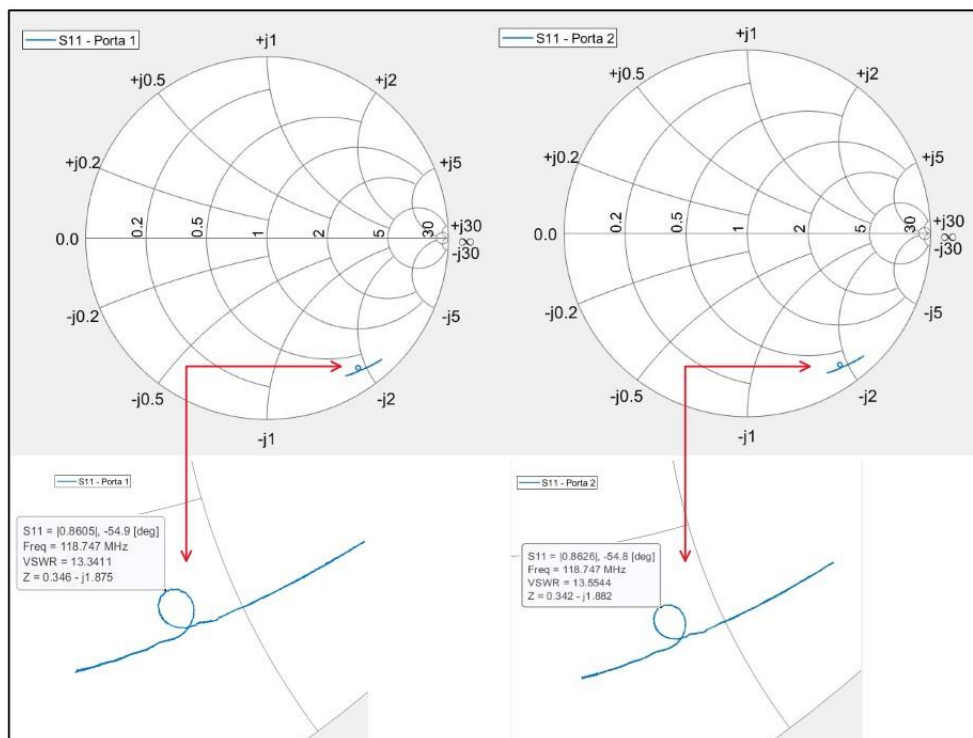 S11 - Porta 1
+j1
+j0.5
+j2
+j0.2
+j5
0.0
0.2
0.5
1
2
5
30
+j30
∞
-j30
-j0.2
-j5
-j0.5
-j2
-j1
S11 - Porta 2
+j1
+j0.5
+j2
+j0.2
+j5
0.0
0.2
0.5
1
2
5
30
+j30
∞
-j30
-j0.2
-j5
-j0.5
-j2
-j1
S11 - Porta 1
S11 = |0.8605|, -54.9 [deg]
Freq = 118.747 MHz
VSWR = 13.3411
Z = 0.346 - j1.875
S11 - Porta 2
S11 = |0.8626|, -54.8 [deg]
Freq = 118.747 MHz
VSWR = 13.5544
Z = 0.342 - j1.882